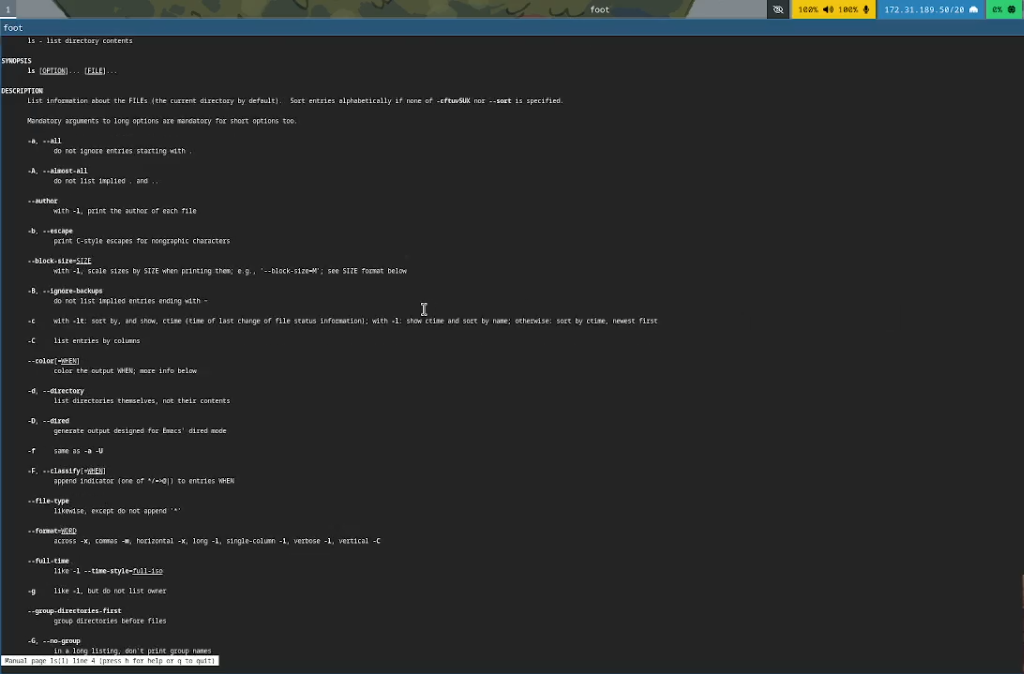 1
foot
100% 100%
172.31.189.50/20
0%
foot
ls - list directory contents
SYNOPSIS
ls [OPTION]... [FILE]...
DESCRIPTION
List information about the FILEs (the current directory by default). Sort entries alphabetically if none of -cftuvSUX nor --sort is specified.
Mandatory arguments to long options are mandatory for short options too.
-a, --all
do not ignore entries starting with .
-A, --almost-all
do not list implied . and ..
--author
with -l, print the author of each file
-b, --escape
print C-style escapes for nongraphic characters
--block-size=SIZE
with -l, scale sizes by SIZE when printing them; e.g., '--block-size=M'; see SIZE format below
-B, --ignore-backups
do not list implied entries ending with ~
-c with -lt: sort by, and show, ctime (time of last change of file status information); with -l: show ctime and sort by name; otherwise: sort by ctime, newest first
-C list entries by columns
--color[=WHEN]
color the output WHEN; more info below
-d, --directory
list directories themselves, not their contents
-D, --dired
generate output designed for Emacs' dired mode
-f same as -a -U
-F, --classify[=WHEN]
append indicator (one of */=>@|) to entries WHEN
--file-type
likewise, except do not append '*'
--format=WORD
across -x, commas -m, horizontal -x, long -l, single-column -1, verbose -l, vertical -C
--full-time
like -l --time-style=full-iso
-g like -l, but do not list owner
--group-directories-first
group directories before files
-G, --no-group
in a long listing, don't print group names
Manual page ls(1) line 4 (press h for help or q to quit)